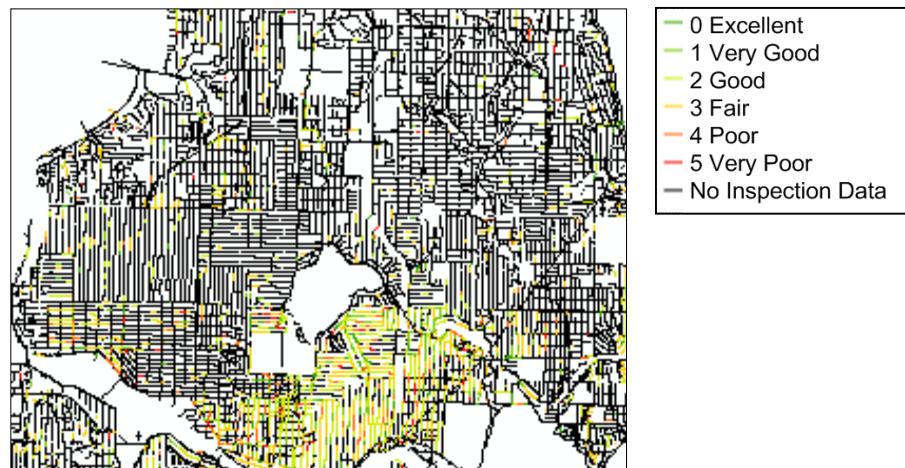 0 Excellent
1 Very Good
2 Good
3 Fair
4 Poor
5 Very Poor
No Inspection Data